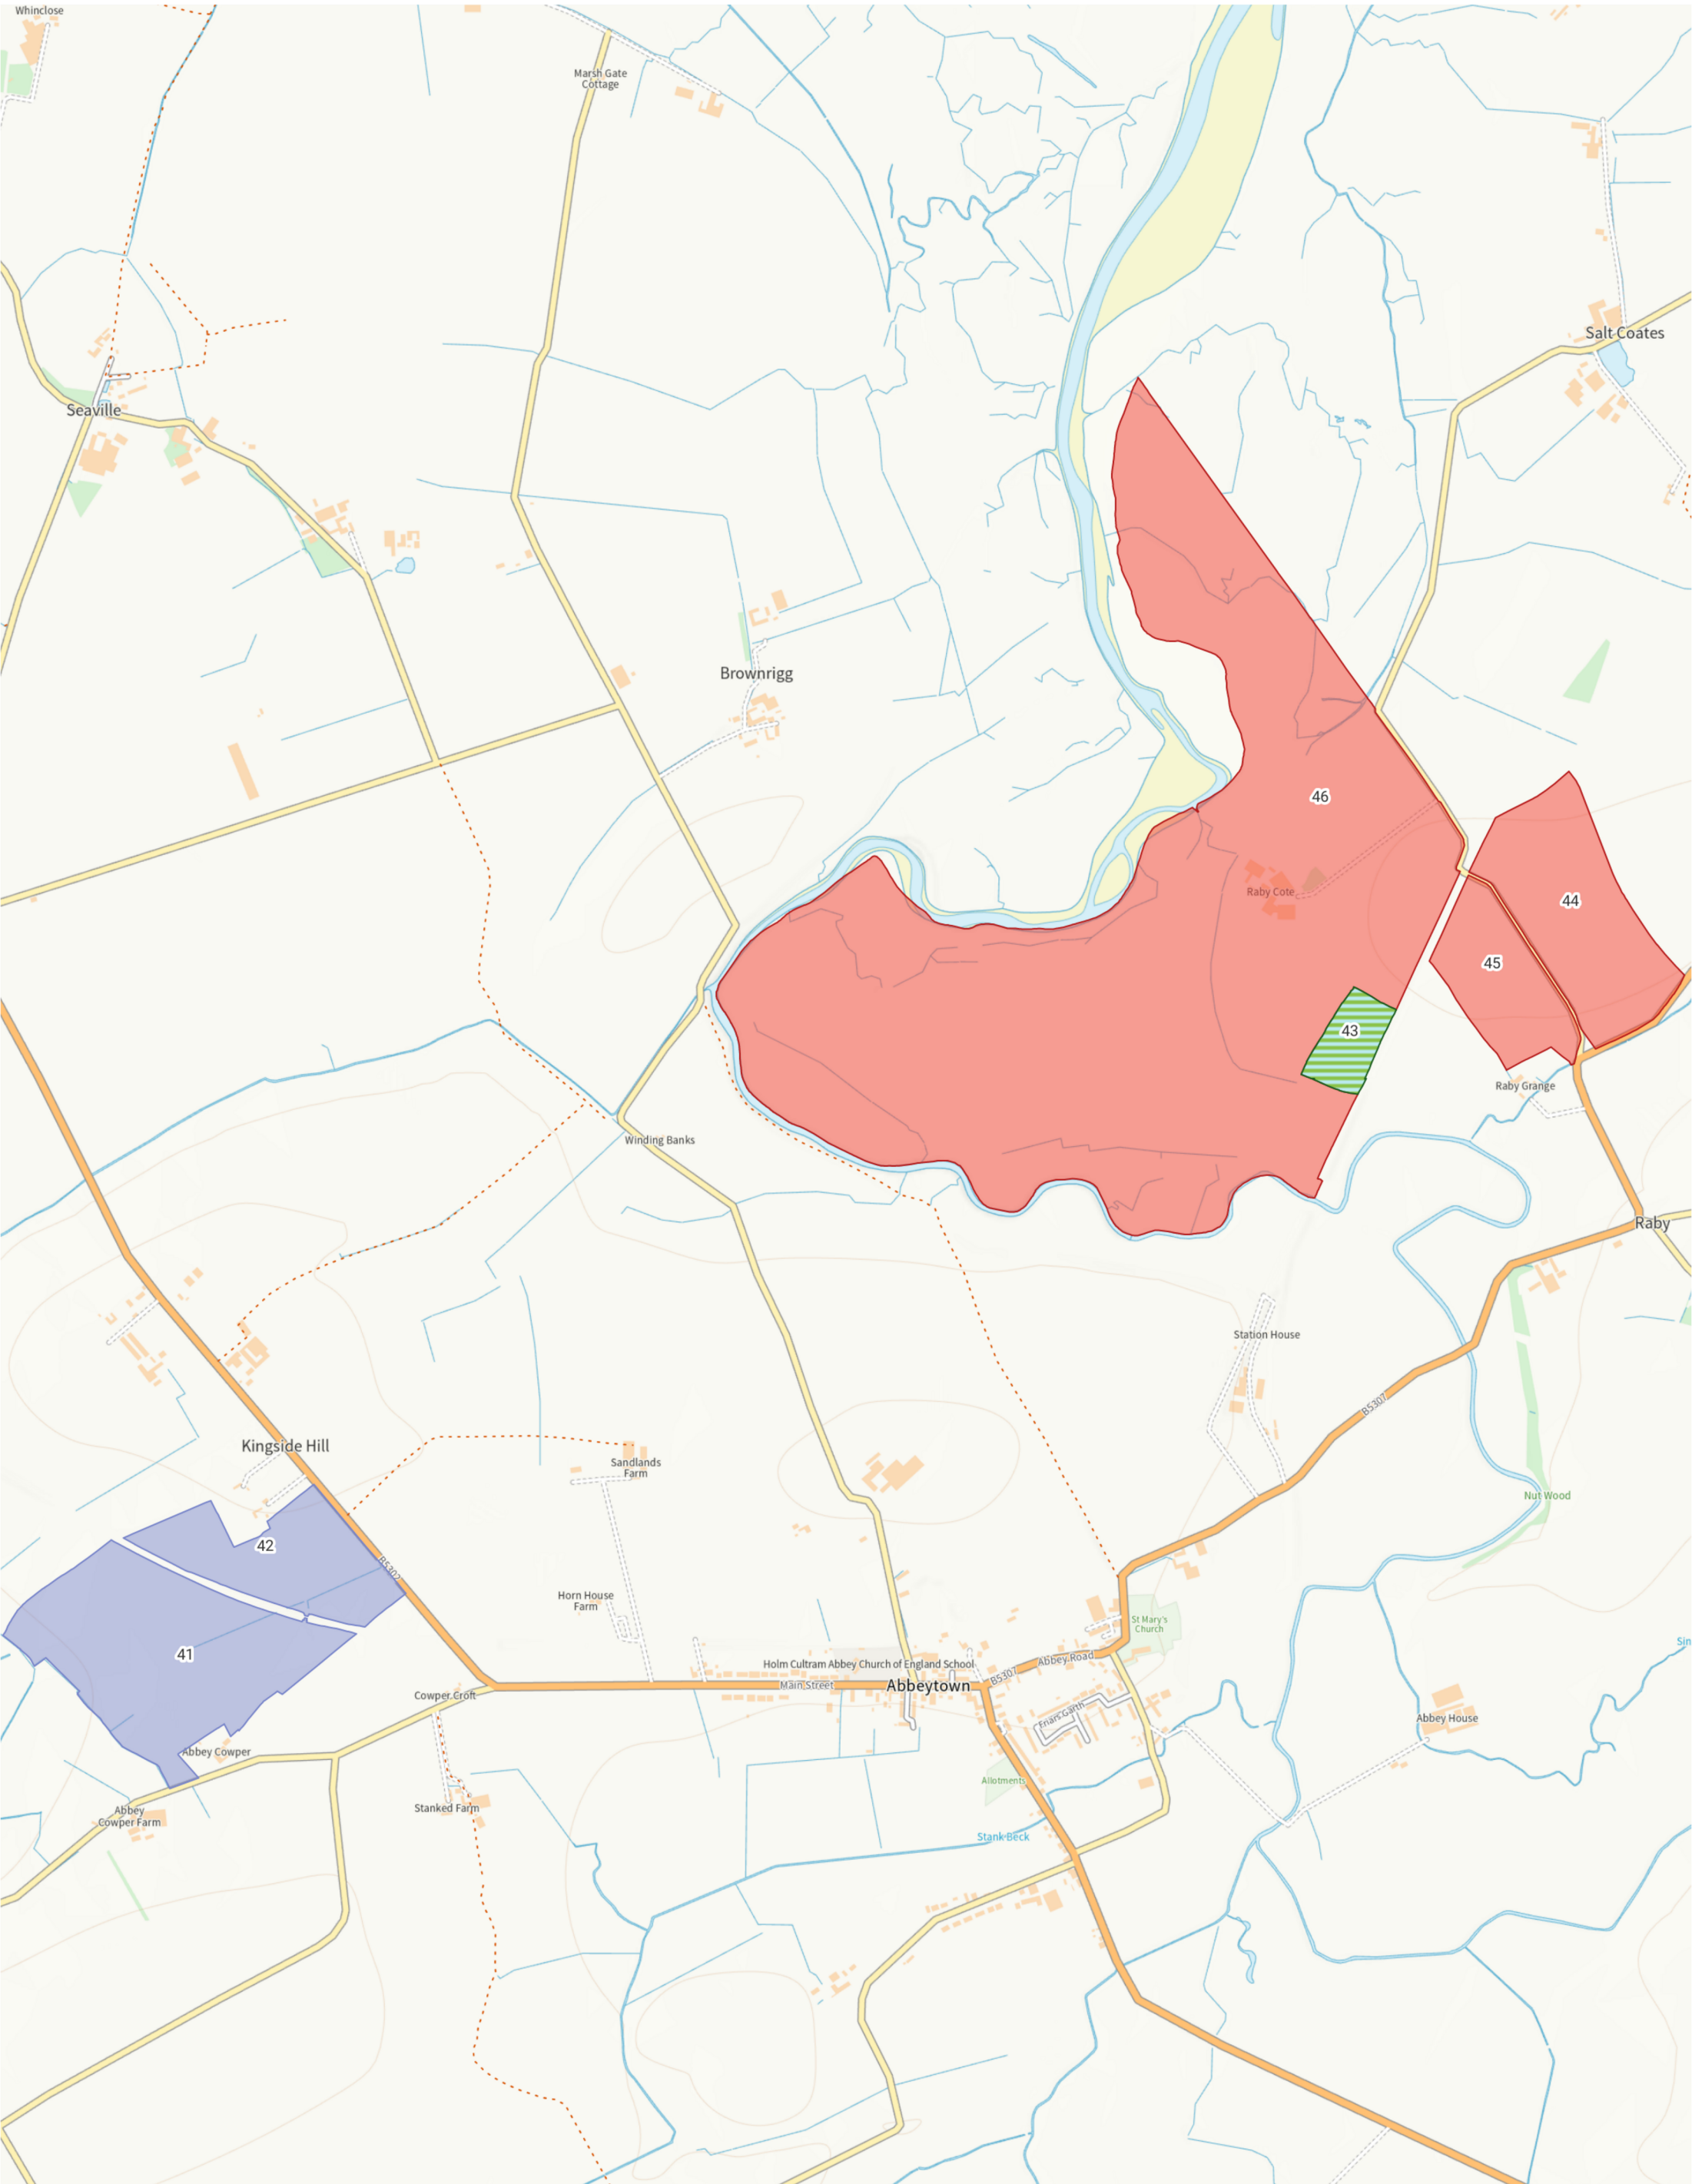 Whinclose
Marsh Gate
Cottage
Salt Coates
Seaville
Brownrigg
46
Raby Cote
44
45
43
Raby Grange
Winding Banks
Raby
Station House
B5307
Kingside Hill
Sandlands
Farm
Nut Wood
42
B5302
Horn House
Farm
St Mary's
Church
41
Holm Cultram Abbey Church of England School
Abbey Road
B5307
Main Street
Abbeytown
Cowper Croft
Friars Garth
Abbey House
Abbey Cowper
Allotments
Stanked Farm
Abbey
Cowper Farm
Stank Beck
Sin